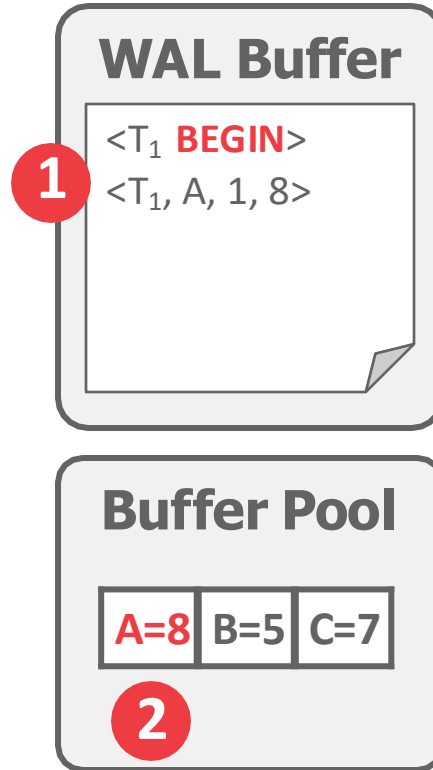 WAL Buffer
<T₁ BEGIN>
1
<T₁, A, 1, 8>
Buffer Pool
A=8 B=5 C=7
2